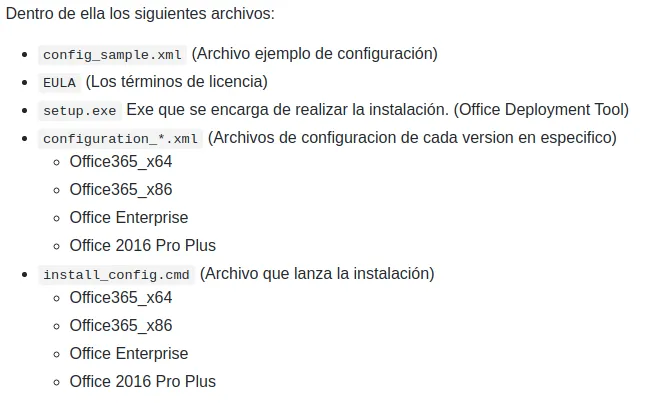 Dentro de ella los siguientes archivos:
config_sample.xml (Archivo ejemplo de configuración)
EULA (Los términos de licencia)
setup.exe Exe que se encarga de realizar la instalación. (Office Deployment Tool)
configuration_*.xml (Archivos de configuracion de cada version en especifico)
Office365_x64
Office365_x86
Office Enterprise
Office 2016 Pro Plus
install_config.cmd (Archivo que lanza la instalación)
Office365_x64
Office365_x86
Office Enterprise
Office 2016 Pro Plus